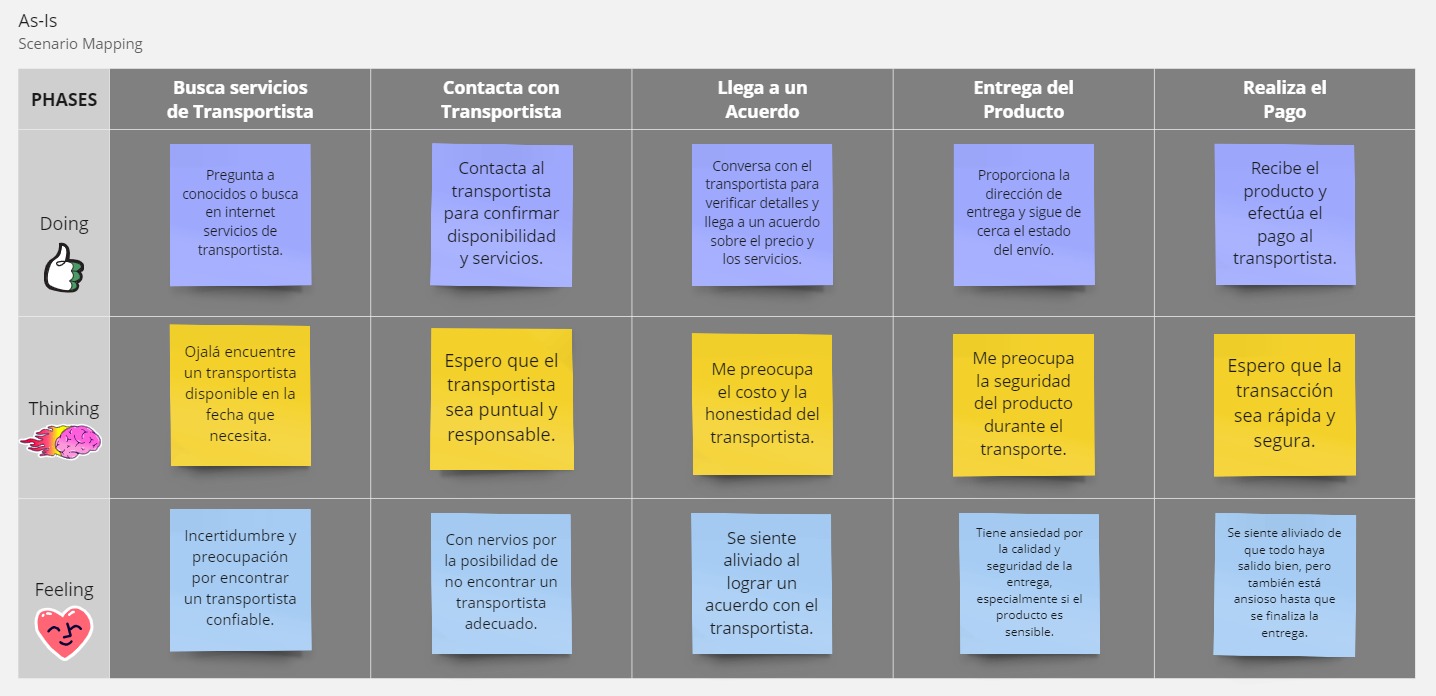 As-Is
Scenario Mapping
PHASES
Busca servicios
de Transportista
Contacta con
Transportista
Llega a un
Acuerdo
Entrega del
Producto
Realiza el
Pago
Doing
Pregunta a
conocidos o busca
en internet
servicios de
transportista.
Contacta al
transportista
para confirmar
disponibilidad
y servicios.
Conversa con el
transportista para
verificar detalles y
llega a un acuerdo
sobre el precio y
los servicios.
Proporciona la
dirección de
entrega y sigue de
cerca el estado
del envío.
Recibe el
producto y
efectúa el
pago al
transportista.
Thinking
Ojalá encuentre
un transportista
disponible en la
fecha que
necesita.
Espero que el
transportista
sea puntual y
responsable.
Me preocupa
el costo y la
honestidad del
transportista.
Me preocupa
la seguridad
del producto
durante el
transporte.
Espero que la
transacción
sea rápida y
segura.
Feeling
Incertidumbre y
preocupación
por encontrar
un transportista
confiable.
Con nervios por
la posibilidad de
no encontrar un
transportista
adecuado.
Se siente
aliviado al
lograr un
acuerdo con el
transportista.
Tiene ansiedad por
la calidad y
seguridad de la
entrega,
especialmente si el
producto es
sensible.
Se siente aliviado de
que todo haya
salido bien, pero
también está
ansioso hasta que
se finaliza la
entrega.